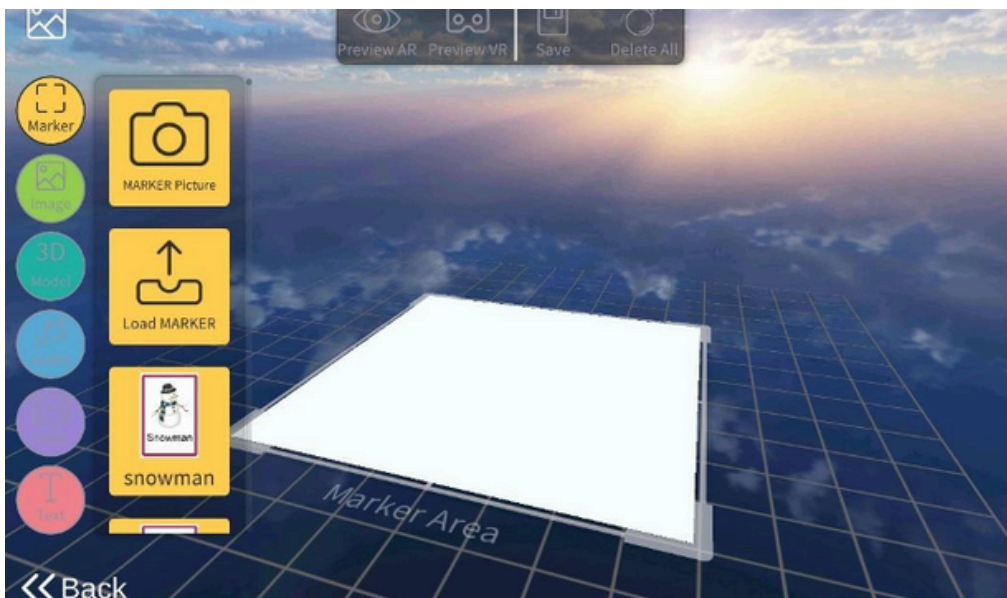 Preview AR Preview VR Save Delete All
Marker
Image
3D
Model
T
Text
MARKER Picture
Load MARKER
Snowman
snowman
Marker Area
Back